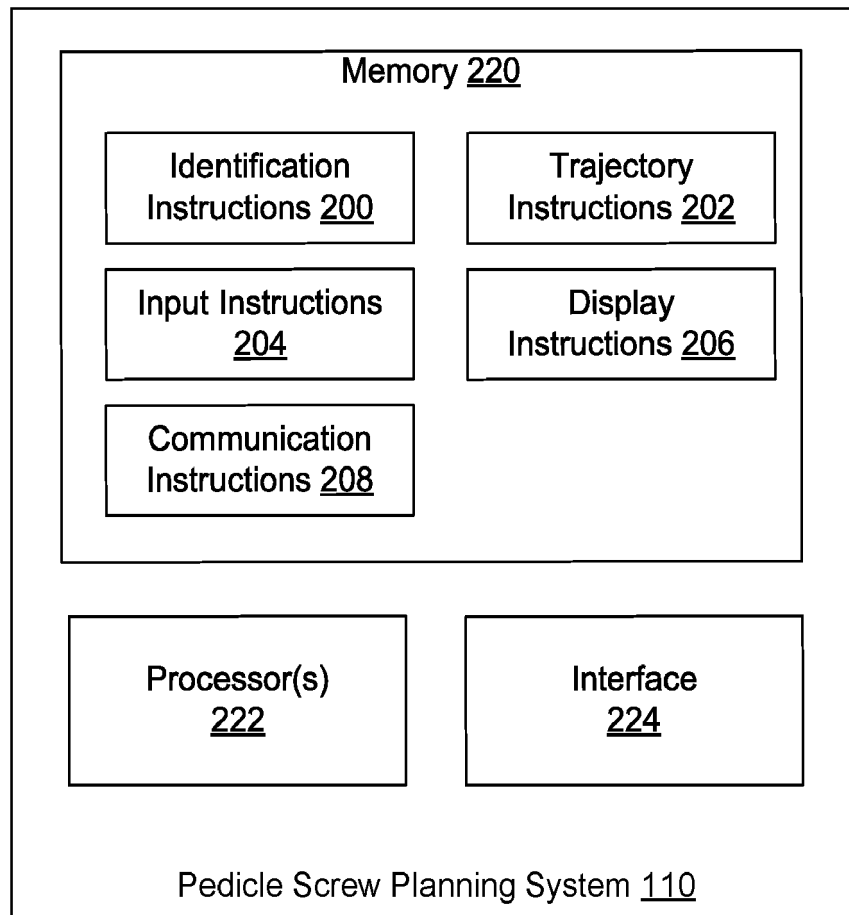 Memory 220
Identification
Instructions 200
Trajectory
Instructions 202
Input Instructions
204
Display
Instructions 206
Communication
Instructions 208
Processor(s)
222
Interface
224
Pedicle Screw Planning System 110